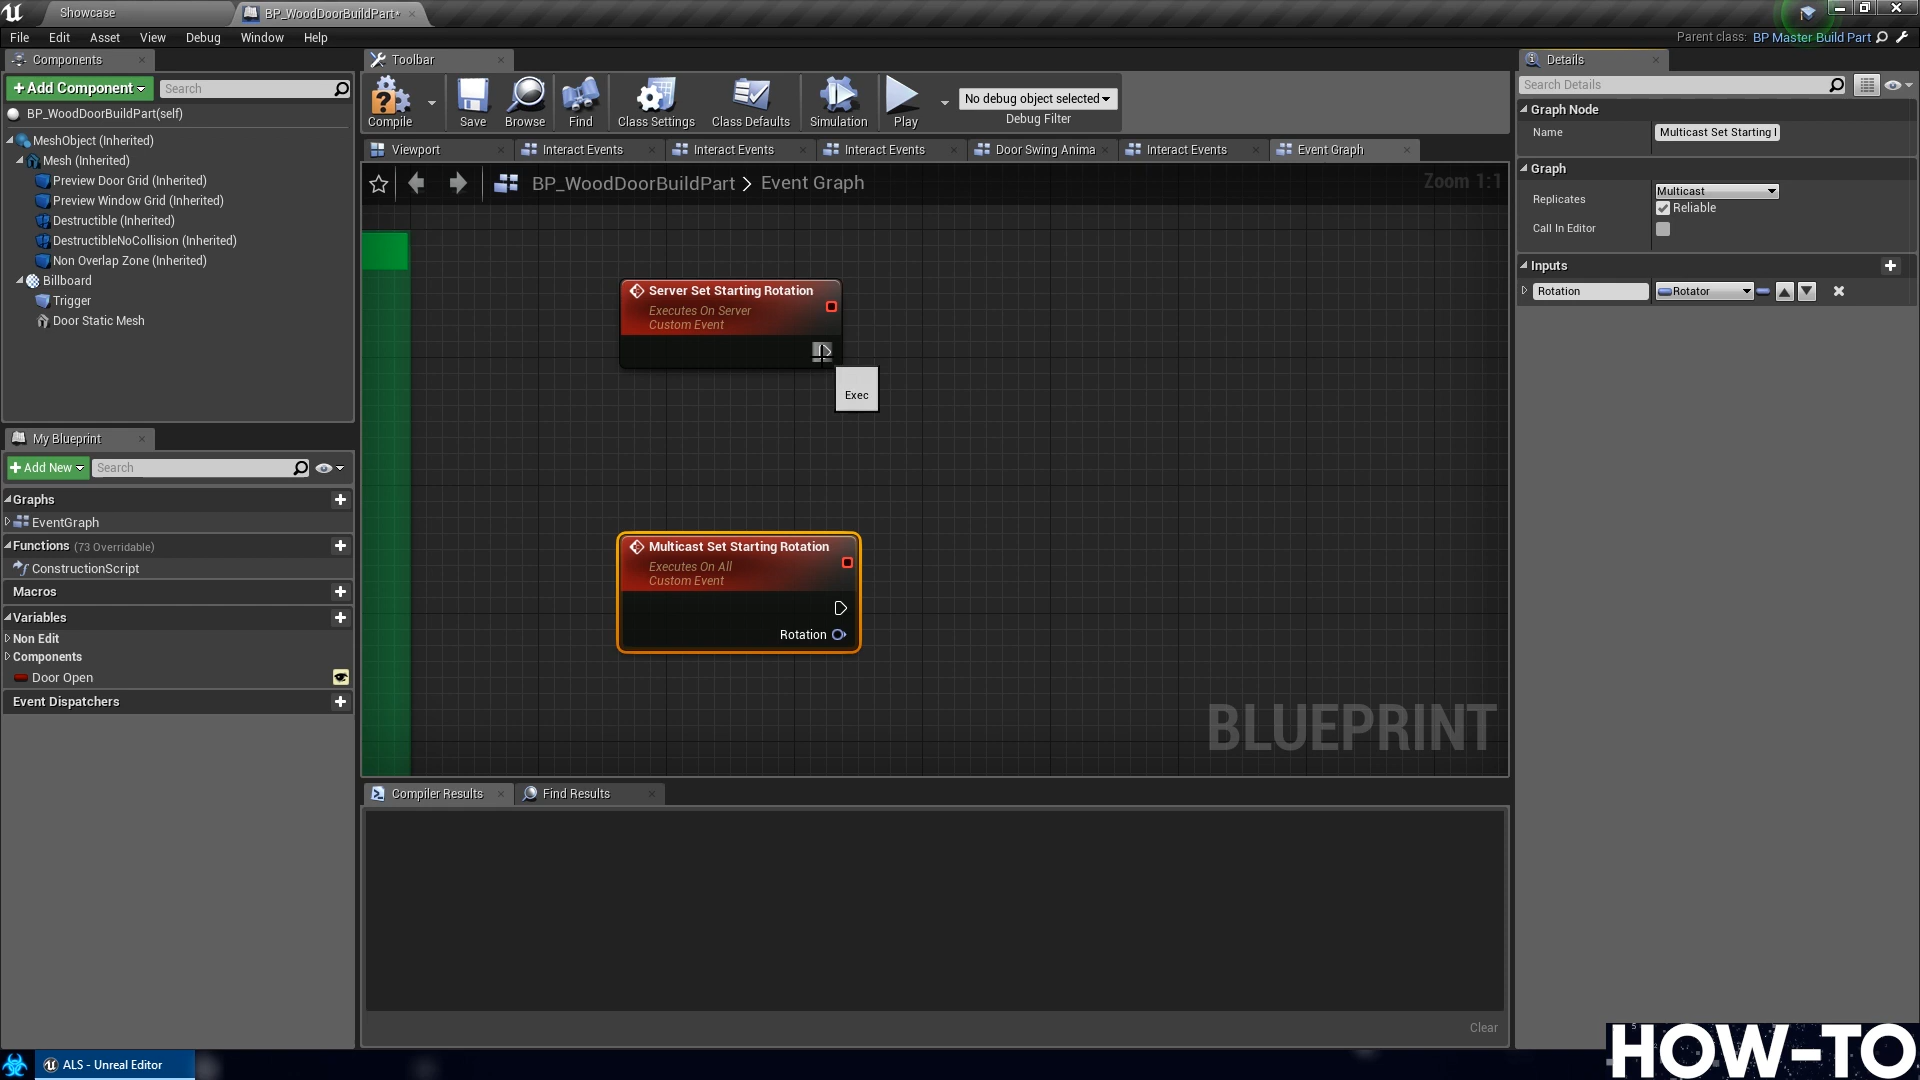 Showcase
BP_WoodDoorBuildPart*
File Edit Asset View Debug Window Help
Parent class: BP Master Build Part
Components
Toolbar
Details
Add Component
Search
Search Details
BP_WoodDoorBuildPart(self)
Compile
Save
Browse
Find
Class Settings
Class Defaults
Simulation
Play
No debug object selected
Debug Filter
MeshObject (Inherited)
Mesh (Inherited)
Preview Door Grid (Inherited)
Preview Window Grid (Inherited)
Destructible (Inherited)
DestructibleNoCollision (Inherited)
Non Overlap Zone (Inherited)
Billboard
Trigger
Door Static Mesh
Viewport
Interact Events
Interact Events
Interact Events
Door Swing Anima
Interact Events
Event Graph
BP_WoodDoorBuildPart > Event Graph
Zoom 1:1
Server Set Starting Rotation
Executes On Server
Custom Event
Exec
Multicast Set Starting Rotation
Executes On All
Custom Event
Rotation
BLUEPRINT
Graph Node
Name
Multicast Set Starting
Graph
Replicates
Multicast
Reliable
Call In Editor
Inputs
Rotation
Rotator
My Blueprint
Add New
Search
Graphs
EventGraph
Functions (73 Overridable)
ConstructionScript
Macros
Variables
Non Edit
Components
Door Open
Event Dispatchers
Compiler Results
Find Results
Clear
ALS - Unreal Editor
HOW-TO